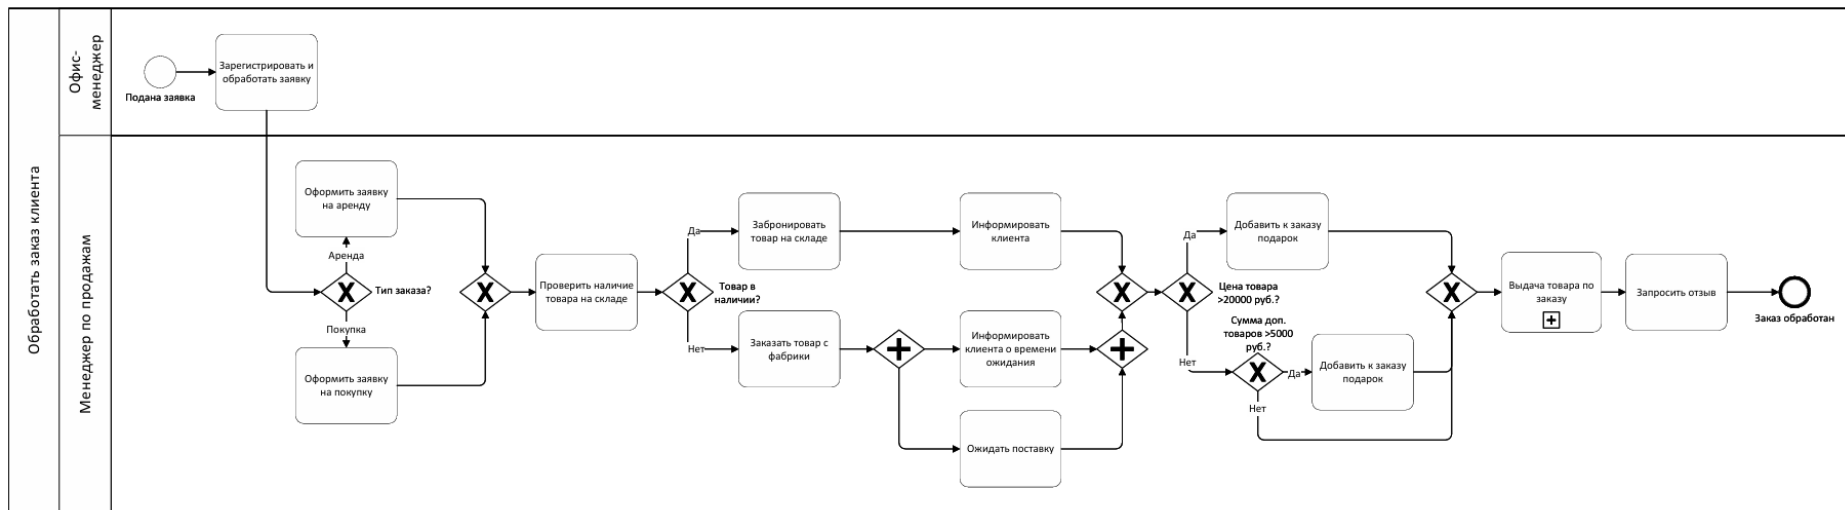 Обработать заказ клиента
Офис-
менеджер
Подана заявка
Зарегистрировать и
обработать заявку
Менеджер по продажам
Оформить заявку
на аренду
Аренда
Тип заказа?
Покупка
Оформить заявку
на покупку
Проверить наличие
товара на складе
Товар в
наличии?
Да
Забронировать
товар на складе
Информировать
клиента
Нет
Заказать товар с
фабрики
Информировать
клиента о времени
ожидания
Ожидать поставку
Цена товара
>20000 руб.?
Да
Добавить к заказу
подарок
Нет
Сумма доп.
товаров >5000
руб.?
Да
Добавить к заказу
подарок
Нет
Выдача товара по
заказу
Запросить отзыв
Заказ обработан